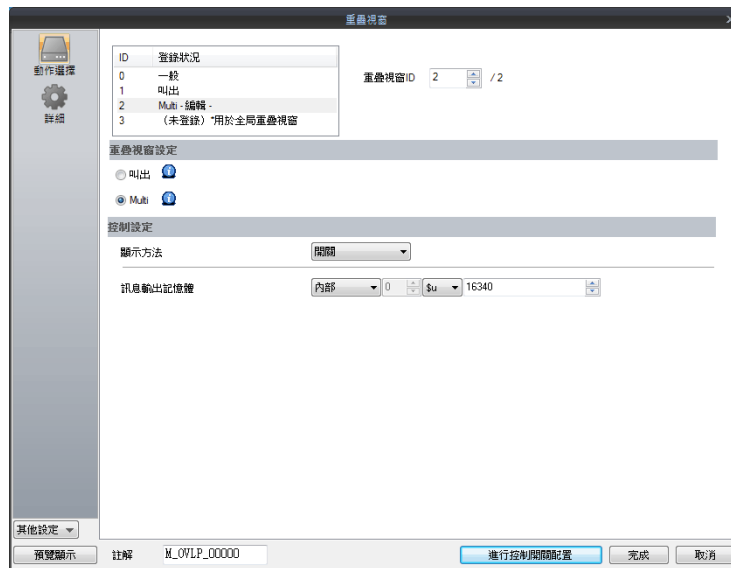 重疊視窗
動作選擇
詳細
ID 登錄狀況
0 一般
1 叫出
2 Multi - 編輯 -
3 （未登錄）*用於全局重疊視窗
重疊視窗ID 2 / 2
重疊視窗設定
叫出
Multi
控制設定
顯示方法 開關
訊息輸出記憶體 內部 0 $u 16340
其他設定
預覽顯示 註解 M_OVLP_00000 進行控制開關配置 完成 取消